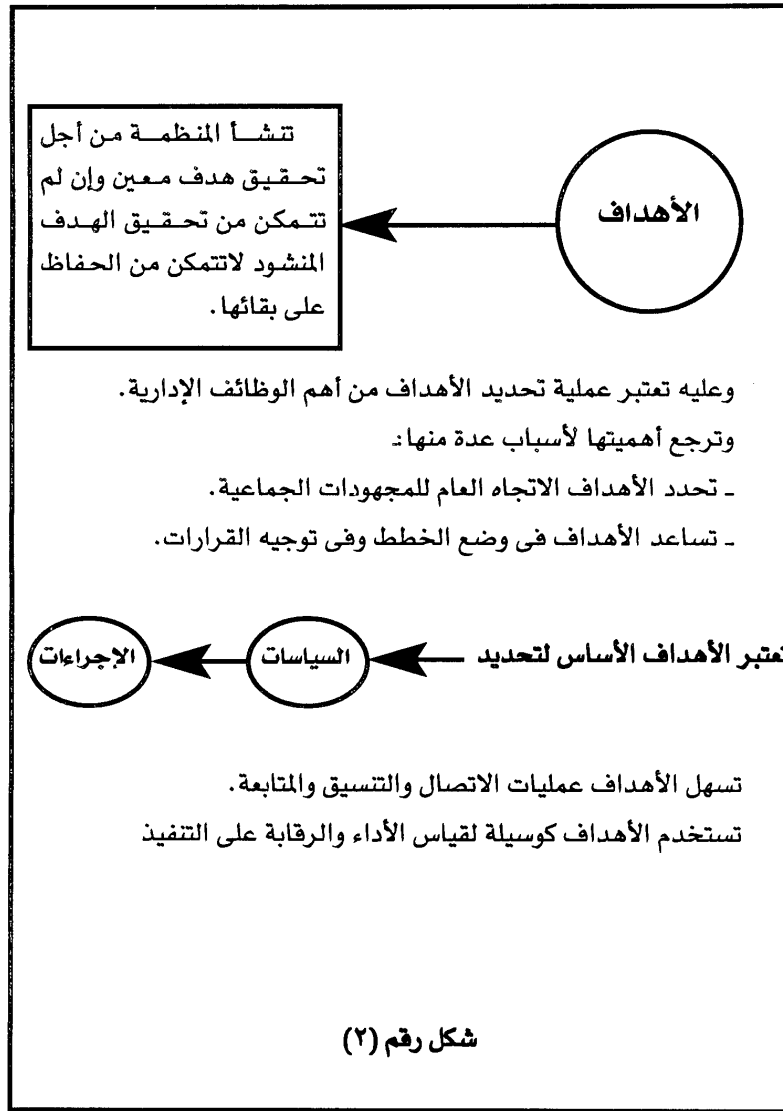 الأهداف
تنشأ المنظمة من أجل
تحقيق هدف معين وإن لم
تتمكن من تحقيق الهدف
المنشود لاتتمكن من الحفاظ
على بقائها.
وعليه تعتبر عملية تحديد الأهداف من أهم الوظائف الإدارية.
وترجع أهميتها لأسباب عدة منها:ـ
ـ تحدد الأهداف الاتجاه العام للمجهودات الجماعية.
ـ تساعد الأهداف فى وضع الخطط وفى توجيه القرارات.
تعتبر الأهداف الأساس لتحديد السياسات الإجراءات
تسهل الأهداف عمليات الاتصال والتنسيق والمتابعة.
تستخدم الأهداف كوسيلة لقياس الأداء والرقابة على التنفيذ
شكل رقم (٢)